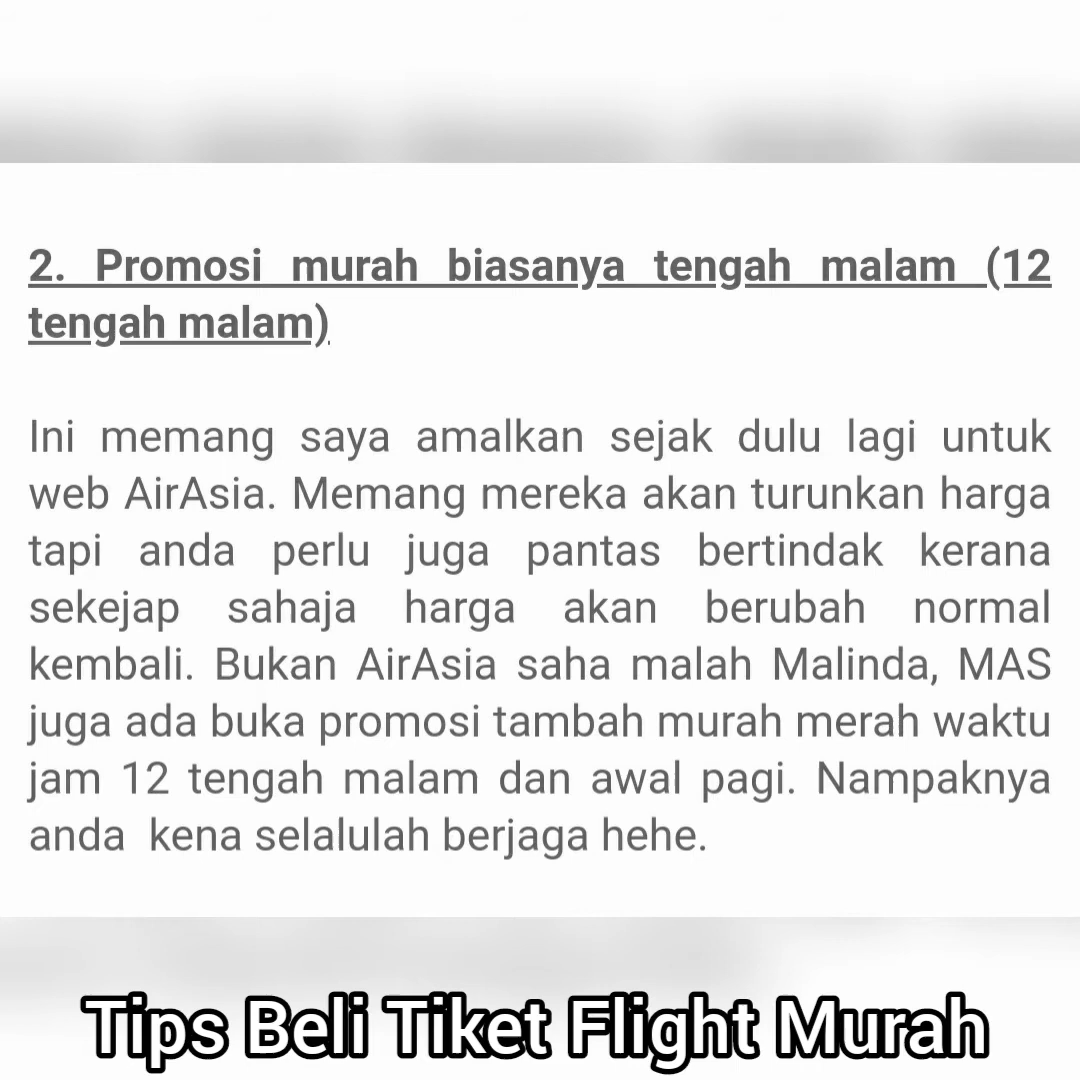 2. Promosi murah biasanya tengah malam (12
tengah malam)
Ini memang saya amalkan sejak dulu lagi untuk
web AirAsia. Memang mereka akan turunkan harga
tapi anda perlu juga pantas bertindak kerana
sekejap sahaja harga akan berubah normal
kembali. Bukan AirAsia saha malah Malinda, MAS
juga ada buka promosi tambah murah merah waktu
jam 12 tengah malam dan awal pagi. Nampaknya
anda kena selalulah berjaga hehe.
Tips Beli Tiket Flight Murah